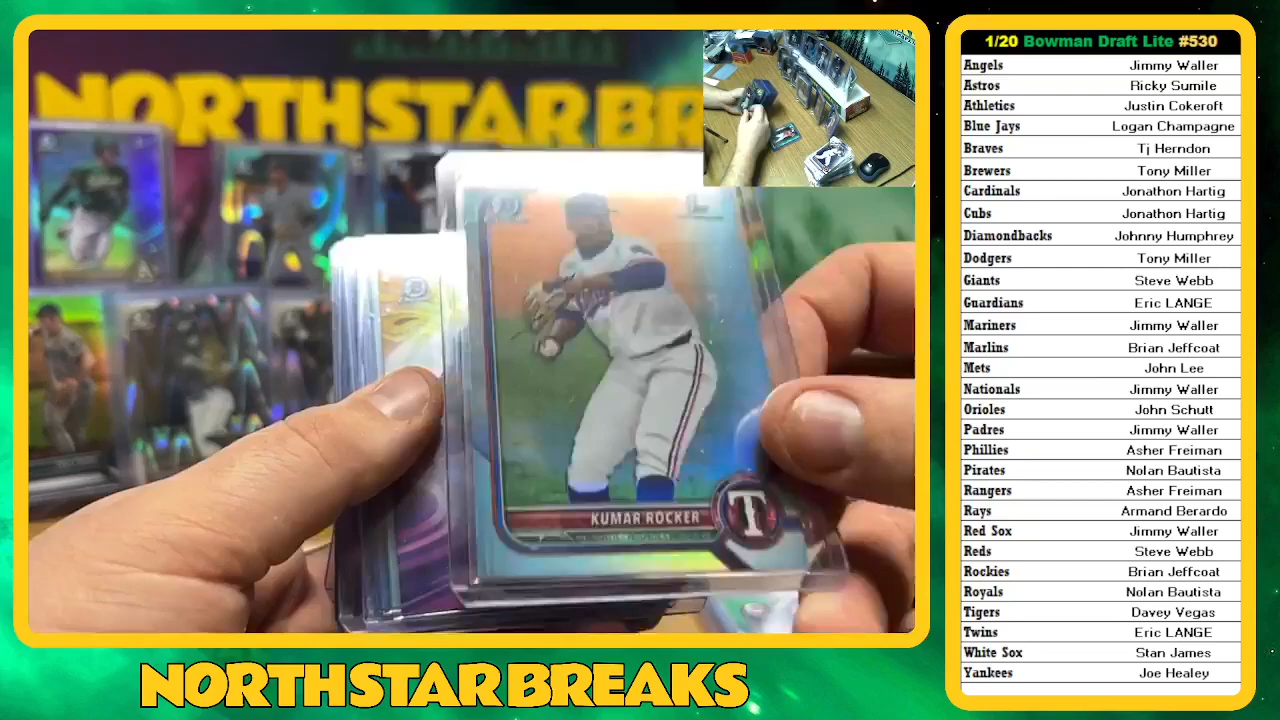 NORTHSTAR BR
KUMAR ROCKER
T
NORTHSTAR BREAKS
1/20 Bowman Draft Lite #530
Angels Jimmy Waller
Astros Ricky Sumile
Athletics Justin Cokeroft
Blue Jays Logan Champagne
Braves Tj Herndon
Brewers Tony Miller
Cardinals Jonathon Hartig
Cubs Jonathon Hartig
Diamondbacks Johnny Humphrey
Dodgers Tony Miller
Giants Steve Webb
Guardians Eric LANGE
Mariners Jimmy Waller
Marlins Brian Jeffcoat
Mets John Lee
Nationals Jimmy Waller
Orioles John Schutt
Padres Jimmy Waller
Phillies Asher Freiman
Pirates Nolan Bautista
Rangers Asher Freiman
Rays Armand Berardo
Red Sox Jimmy Waller
Reds Steve Webb
Rockies Brian Jeffcoat
Royals Nolan Bautista
Tigers Davey Vegas
Twins Eric LANGE
White Sox Stan James
Yankees Joe Healey